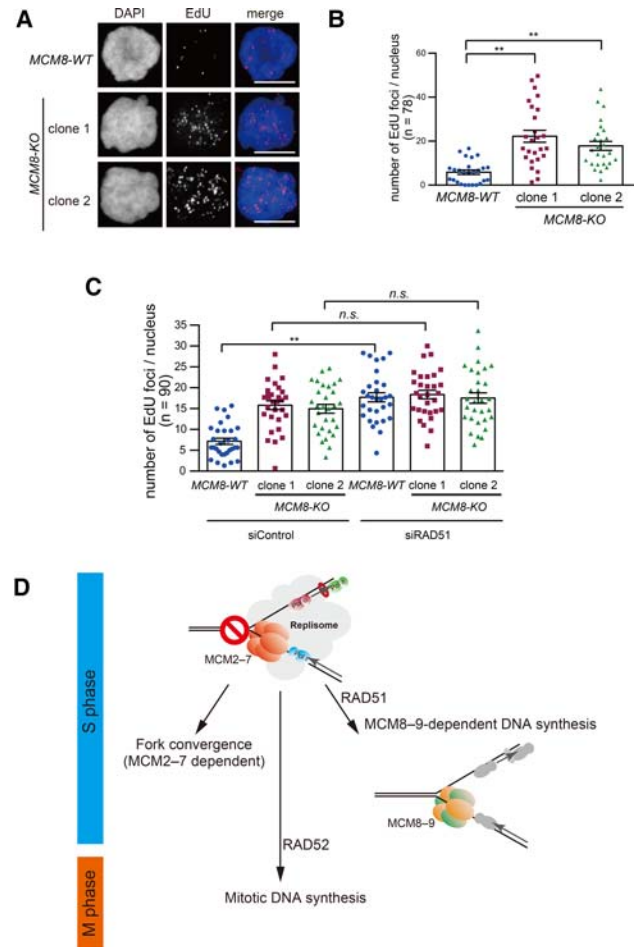 A
DAPI EdU merge
MCM8-WT
MCM8-KO
clone 1
clone 2
B
number of EdU foci / nucleus
(n = 78)
60
40
20
0
**
**
MCM8-WT clone 1 clone 2
MCM8-KO
C
number of EdU foci / nucleus
(n = 90)
35
30
25
20
15
10
5
0
n.s.
n.s.
**
MCM8-WT clone 1 clone 2 MCM8-WT clone 1 clone 2
MCM8-KO MCM8-KO
siControl siRAD51
D
S phase
M phase
Replisome
MCM2–7
RAD51
MCM8–9-dependent DNA synthesis
Fork convergence
(MCM2–7 dependent)
MCM8–9
RAD52
Mitotic DNA synthesis